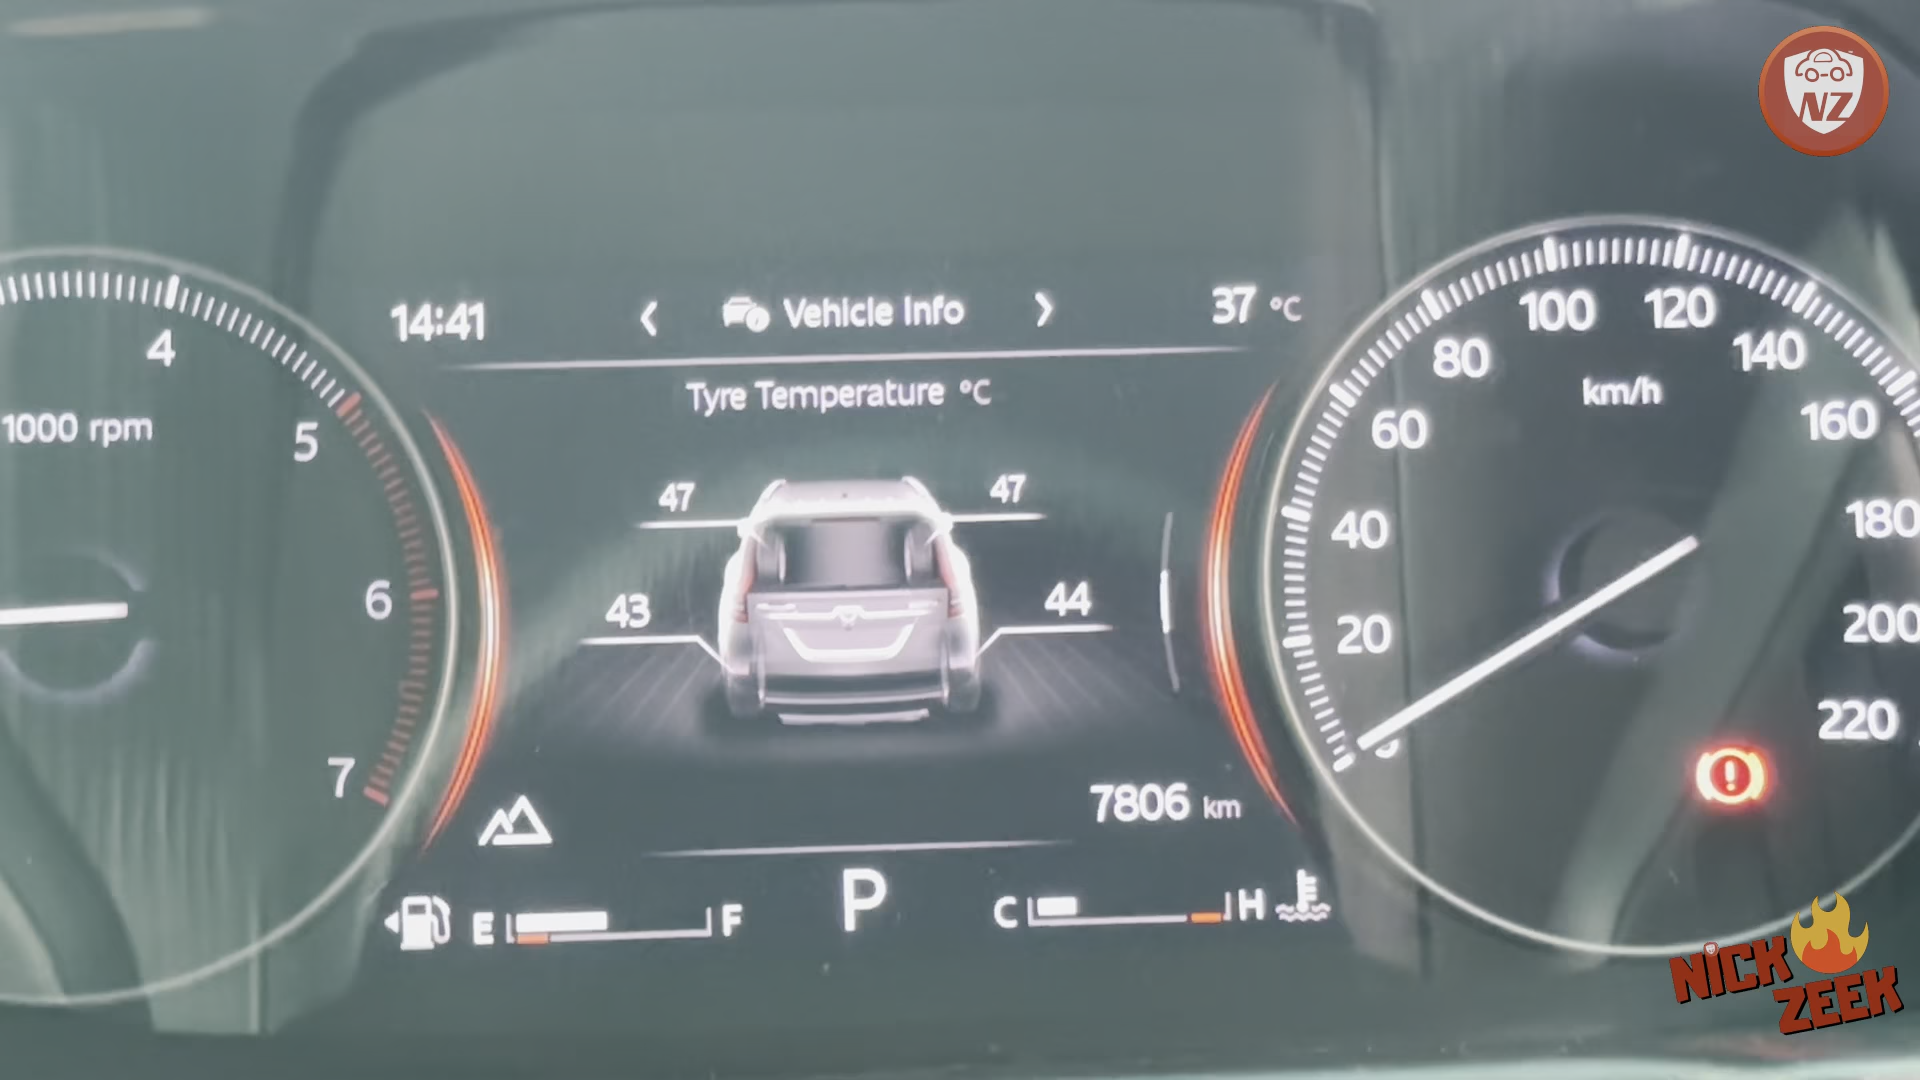 NZ
14:41
Vehicle Info
37 °C
Tyre Temperature °C
47
47
43
44
7806 km
E
F
P
C
H
4
1000 rpm
5
6
7
20
40
60
80
100
120
140
160
180
200
220
km/h
NICK
ZEEK